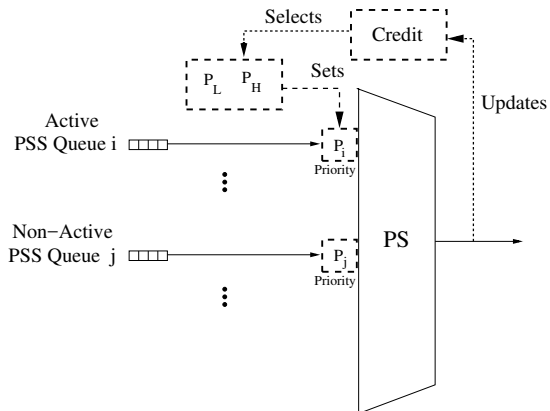 Selects
Credit
P_L P_H
Sets
Updates
Active
PSS Queue i
P_i
Priority
Non−Active
PSS Queue j
P_j
Priority
PS